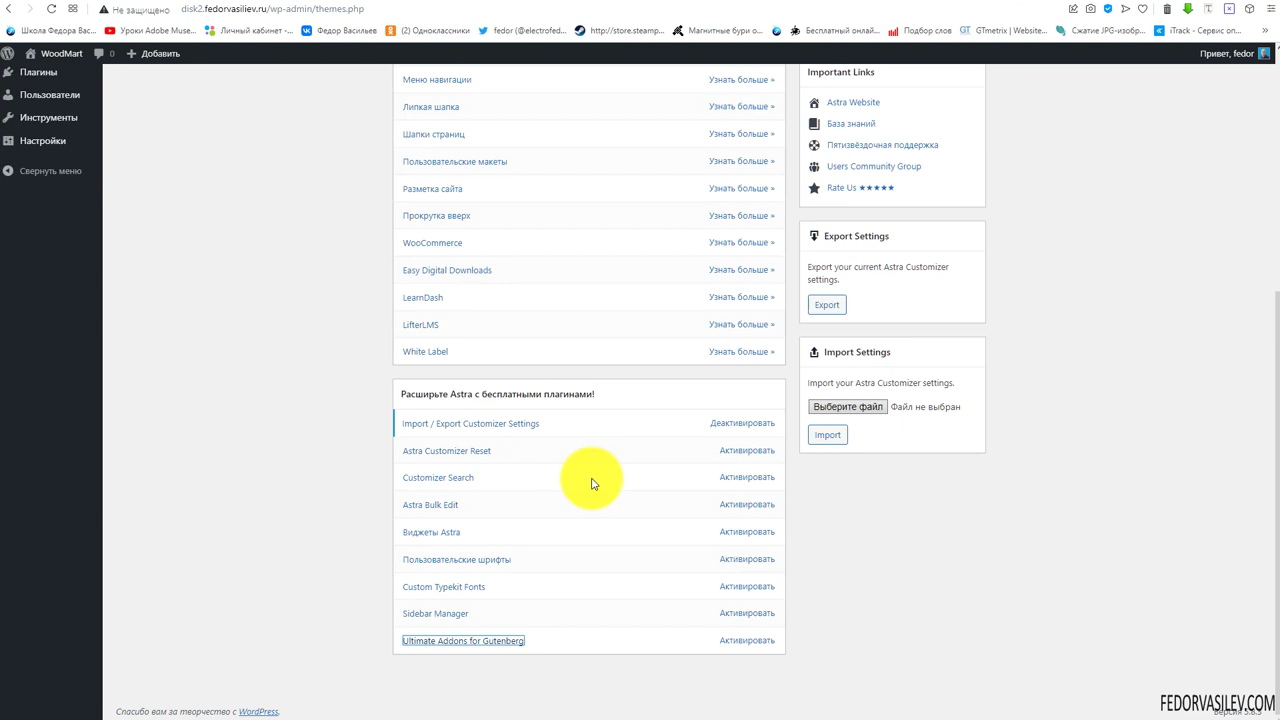 Не защищено disk2.fedorvasiliev.ru/wp-admin/themes.php
Школа Федора Вас... Уроки Adobe Muse... Личный кабинет -... Федор Васильев (2) Одноклассники fedor (@electrofed... http://store.steamp... Магнитные бури о... Бесплатный онлай... Подбор слов GTmetrix | Website... Сжатие JPG-изобр... iTrack - Сервис оп... »
WoodMart 0 + Добавить Привет, fedor
Плагины
Пользователи
Инструменты
Настройки
Свернуть меню
Меню навигации Узнать больше »
Липкая шапка Узнать больше »
Шапки страниц Узнать больше »
Пользовательские макеты Узнать больше »
Разметка сайта Узнать больше »
Прокрутка вверх Узнать больше »
WooCommerce Узнать больше »
Easy Digital Downloads Узнать больше »
LearnDash Узнать больше »
LifterLMS Узнать больше »
White Label Узнать больше »
Расширьте Astra с бесплатными плагинами!
Import / Export Customizer Settings Деактивировать
Astra Customizer Reset Активировать
Customizer Search Активировать
Astra Bulk Edit Активировать
Виджеты Astra Активировать
Пользовательские шрифты Активировать
Custom Typekit Fonts Активировать
Sidebar Manager Активировать
Ultimate Addons for Gutenberg Активировать
Important Links
Astra Website
База знаний
Пятизвёздочная поддержка
Users Community Group
Rate Us ★★★★★
Export Settings
Export your current Astra Customizer
settings.
Export
Import Settings
Import your Astra Customizer settings.
Выберите файл Файл не выбран
Import
Спасибо вам за творчество с WordPress.
FEDORVASILEV.COM